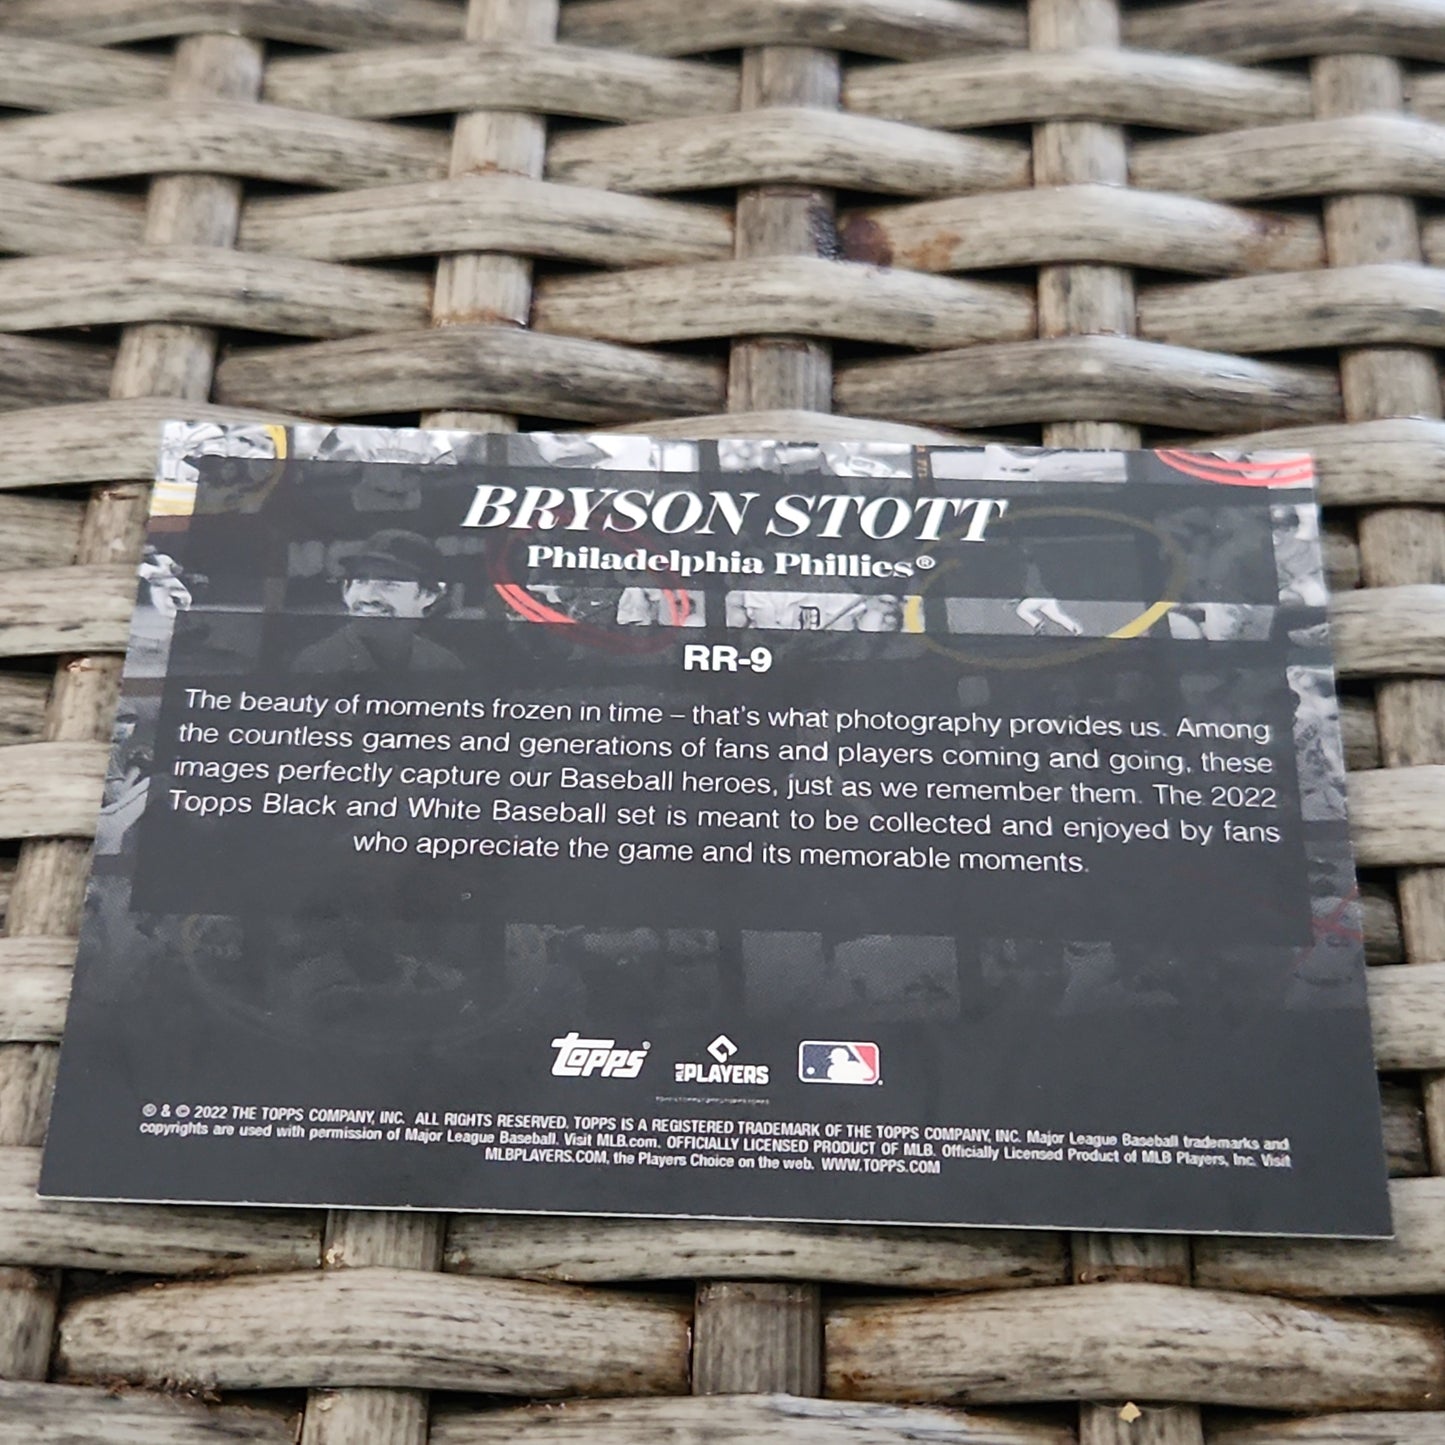 BRYSON STOTT
Philadelphia Phillies®
RR-9
The beauty of moments frozen in time – that's what photography provides us. Among
the countless games and generations of fans and players coming and going, these
images perfectly capture our Baseball heroes, just as we remember them. The 2022
Topps Black and White Baseball set is meant to be collected and enjoyed by fans
who appreciate the game and its memorable moments.
Topps®
MLB PLAYERS
® & © 2022 THE TOPPS COMPANY, INC. ALL RIGHTS RESERVED. TOPPS IS A REGISTERED TRADEMARK OF THE TOPPS COMPANY, INC. Major League Baseball trademarks and
copyrights are used with permission of Major League Baseball. Visit MLB.com. OFFICIALLY LICENSED PRODUCT OF MLB. Officially Licensed Product of MLB Players, Inc. Visit
MLBPLAYERS.COM, the Players Choice on the web. WWW.TOPPS.COM